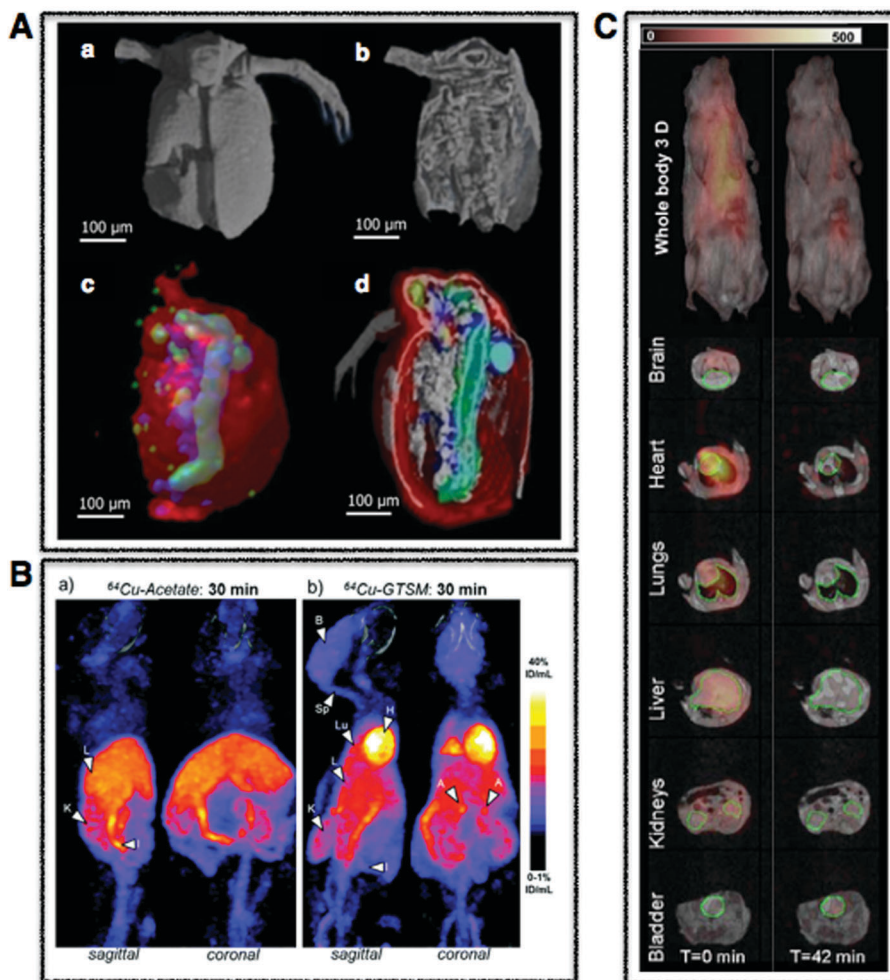 A
a
b
100 µm
100 µm
c
d
100 µm
100 µm
B
a)
⁶⁴Cu-Acetate: 30 min
b)
⁶⁴Cu-GTSM: 30 min
B
Sp
H
Lu
L
L
A
A
K
K
I
I
40%
ID/mL
0-1%
ID/mL
sagittal
coronal
sagittal
coronal
C
0
500
Whole body 3 D
Brain
Heart
Lungs
Liver
Kidneys
Bladder
T=0 min
T=42 min